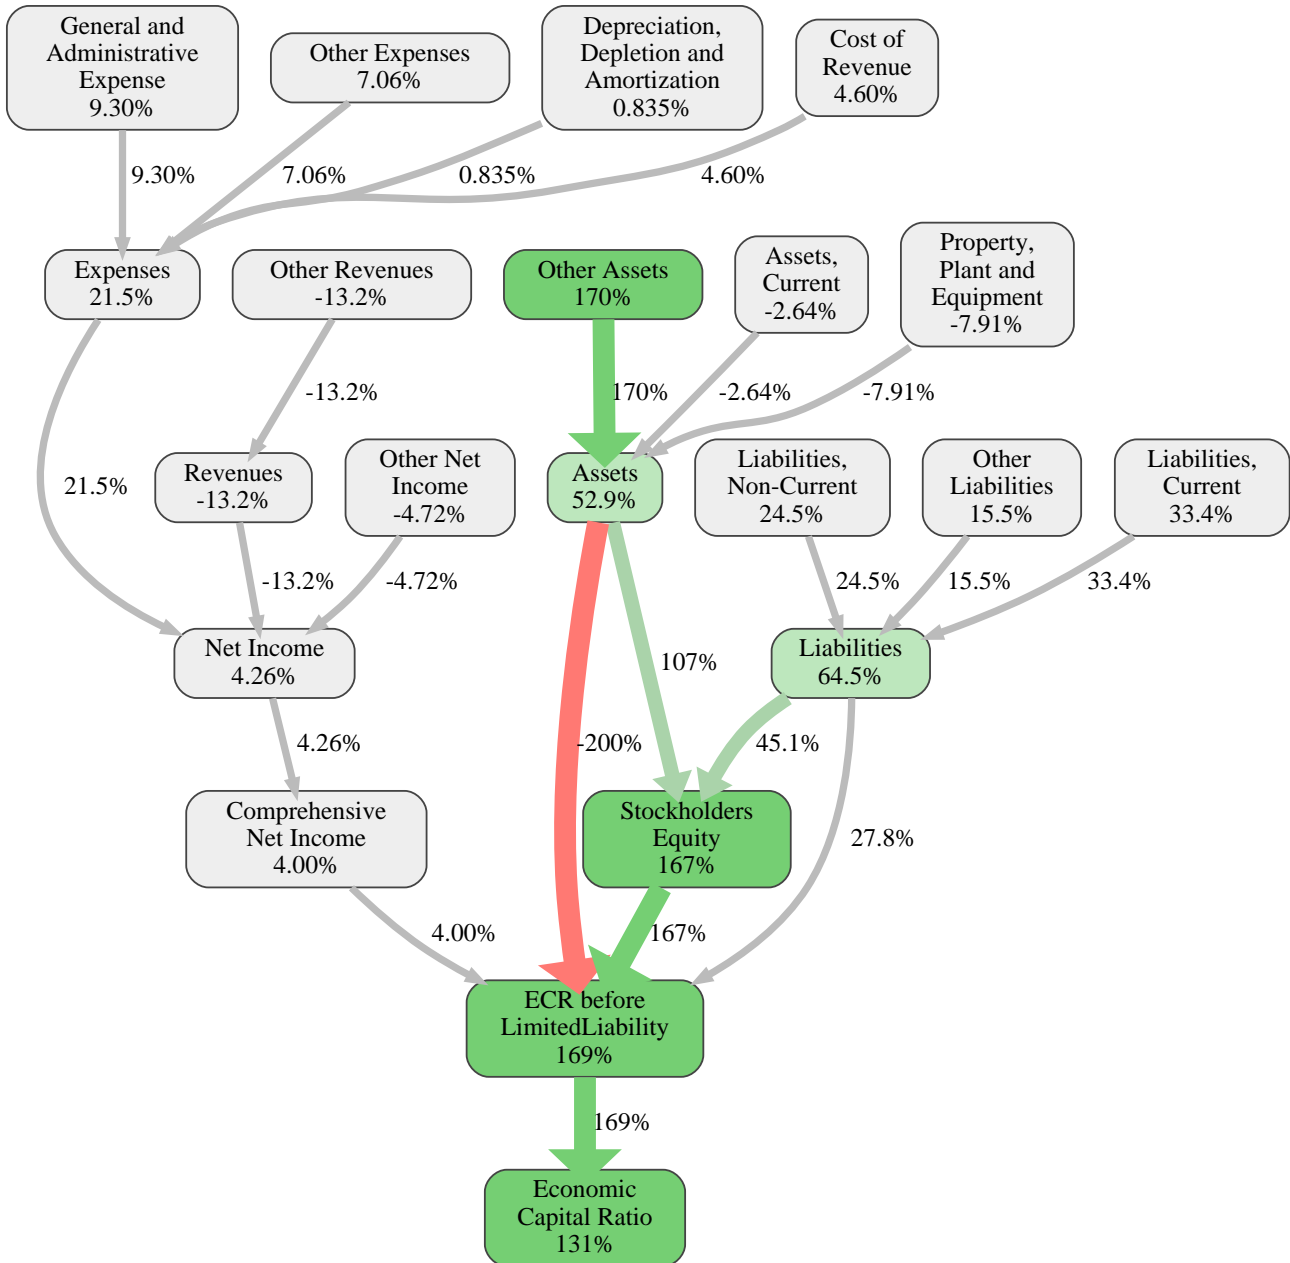 General and
Administrative
Expense
9.30%
Other Expenses
7.06%
Depreciation,
Depletion and
Amortization
0.835%
Cost of
Revenue
4.60%
9.30%
7.06%
0.835%
4.60%
Expenses
21.5%
Other Revenues
-13.2%
Other Assets
170%
Assets,
Current
-2.64%
Property,
Plant and
Equipment
-7.91%
-13.2%
170%
-2.64%
-7.91%
21.5%
Revenues
-13.2%
Other Net
Income
-4.72%
Assets
52.9%
Liabilities,
Non-Current
24.5%
Other
Liabilities
15.5%
Liabilities,
Current
33.4%
-13.2%
-4.72%
24.5%
15.5%
33.4%
Net Income
4.26%
107%
Liabilities
64.5%
4.26%
-200%
45.1%
Comprehensive
Net Income
4.00%
Stockholders
Equity
167%
27.8%
4.00%
167%
ECR before
LimitedLiability
169%
169%
Economic
Capital Ratio
131%